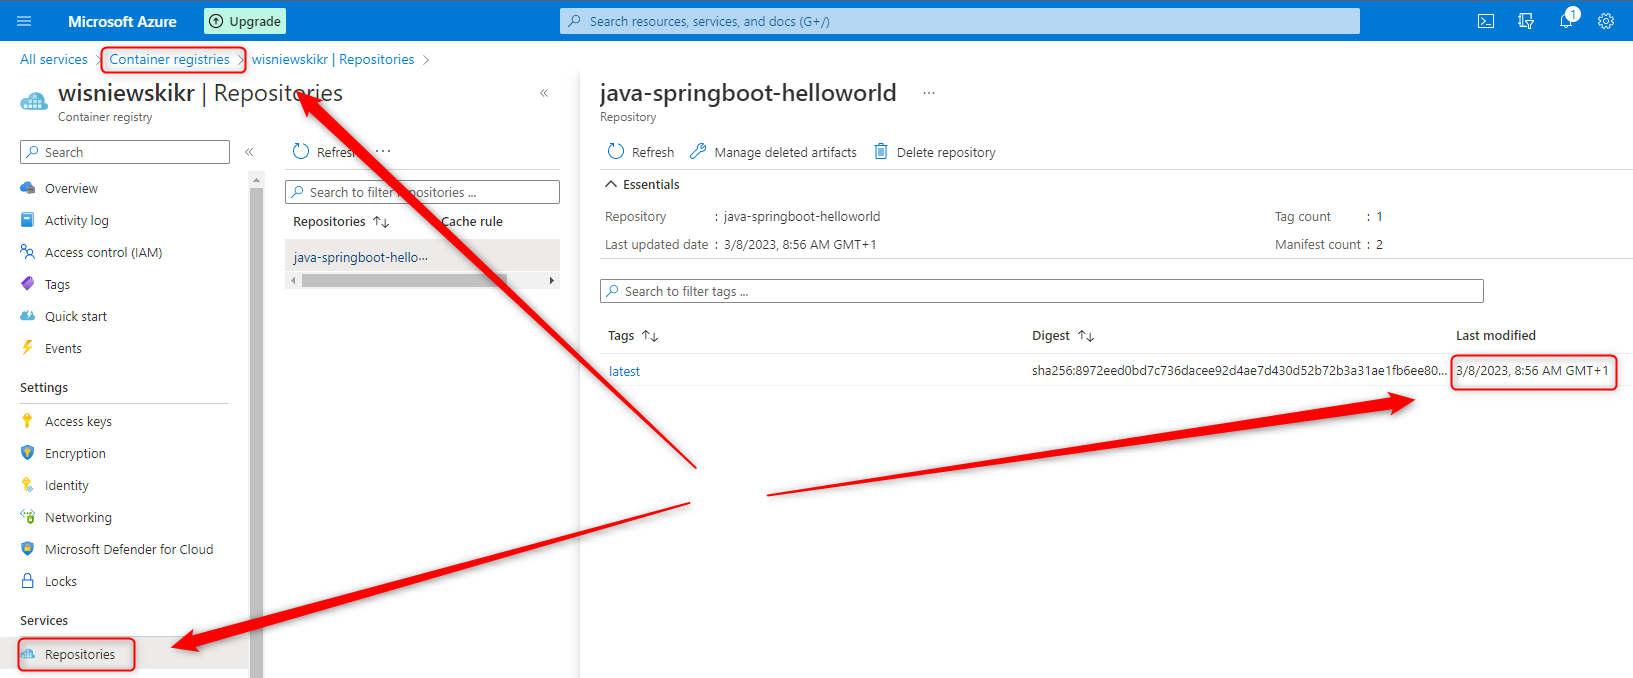 Microsoft Azure
Upgrade
Search resources, services, and docs (G+/)
1
All services > Container registries > wisniewskikr | Repositories >
wisniewskikr | Repositories
Container registry
Search
Overview
Activity log
Access control (IAM)
Tags
Quick start
Events
Settings
Access keys
Encryption
Identity
Networking
Microsoft Defender for Cloud
Locks
Services
Repositories
Refresh ...
Search to filter repositories ...
Repositories ↑↓ Cache rule
java-springboot-hello...
java-springboot-helloworld ...
Repository
Refresh Manage deleted artifacts Delete repository
Essentials
Repository : java-springboot-helloworld
Tag count : 1
Last updated date : 3/8/2023, 8:56 AM GMT+1
Manifest count : 2
Search to filter tags ...
Tags ↑↓ Digest ↑↓ Last modified
latest sha256:8972eed0bd7c736dacee92d4ae7d430d52b72b3a31ae1fb6ee80... 3/8/2023, 8:56 AM GMT+1